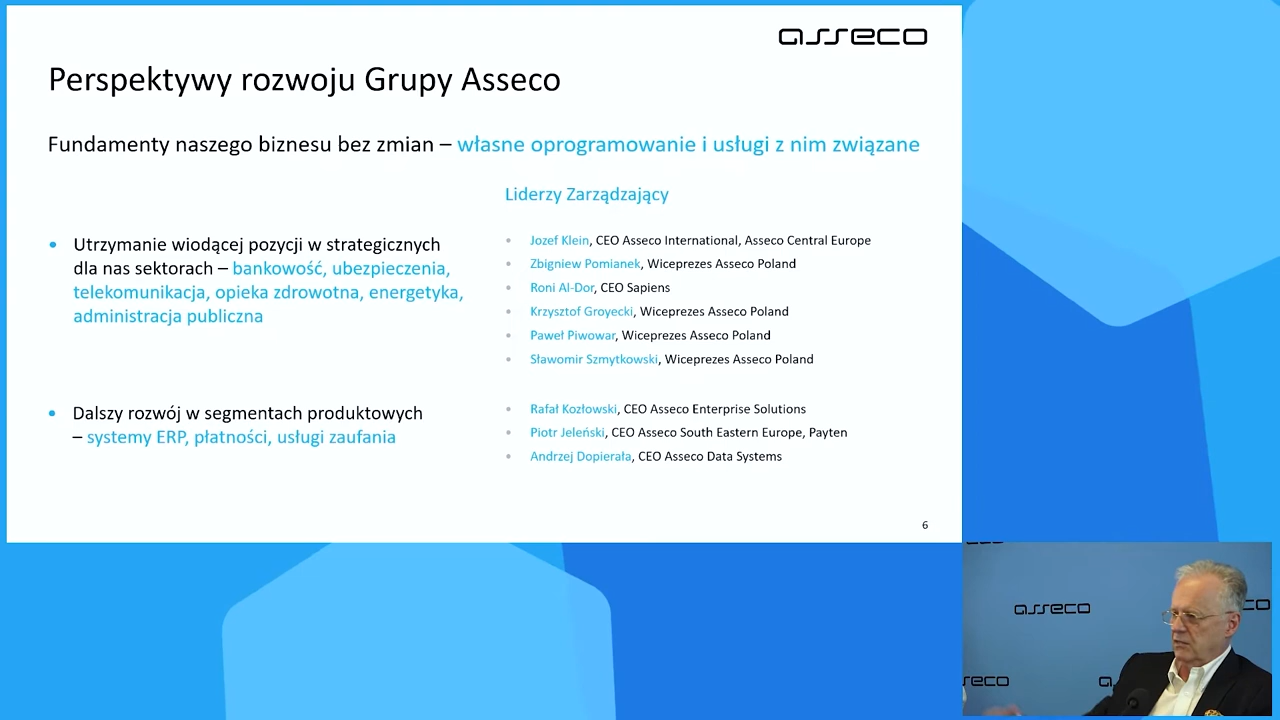 asseco
Perspektywy rozwoju Grupy Asseco
Fundamenty naszego biznesu bez zmian – własne oprogramowanie i usługi z nim związane
Liderzy Zarządzający
• Utrzymanie wiodącej pozycji w strategicznych
dla nas sektorach – bankowość, ubezpieczenia,
telekomunikacja, opieka zdrowotna, energetyka,
administracja publiczna
• Jozef Klein, CEO Asseco International, Asseco Central Europe
• Zbigniew Pomianek, Wiceprezes Asseco Poland
• Roni Al-Dor, CEO Sapiens
• Krzysztof Groyecki, Wiceprezes Asseco Poland
• Paweł Piwowar, Wiceprezes Asseco Poland
• Sławomir Szmytkowski, Wiceprezes Asseco Poland
• Dalszy rozwój w segmentach produktowych
– systemy ERP, płatności, usługi zaufania
• Rafał Kozłowski, CEO Asseco Enterprise Solutions
• Piotr Jeleński, CEO Asseco South Eastern Europe, Payten
• Andrzej Dopierała, CEO Asseco Data Systems
6
asseco